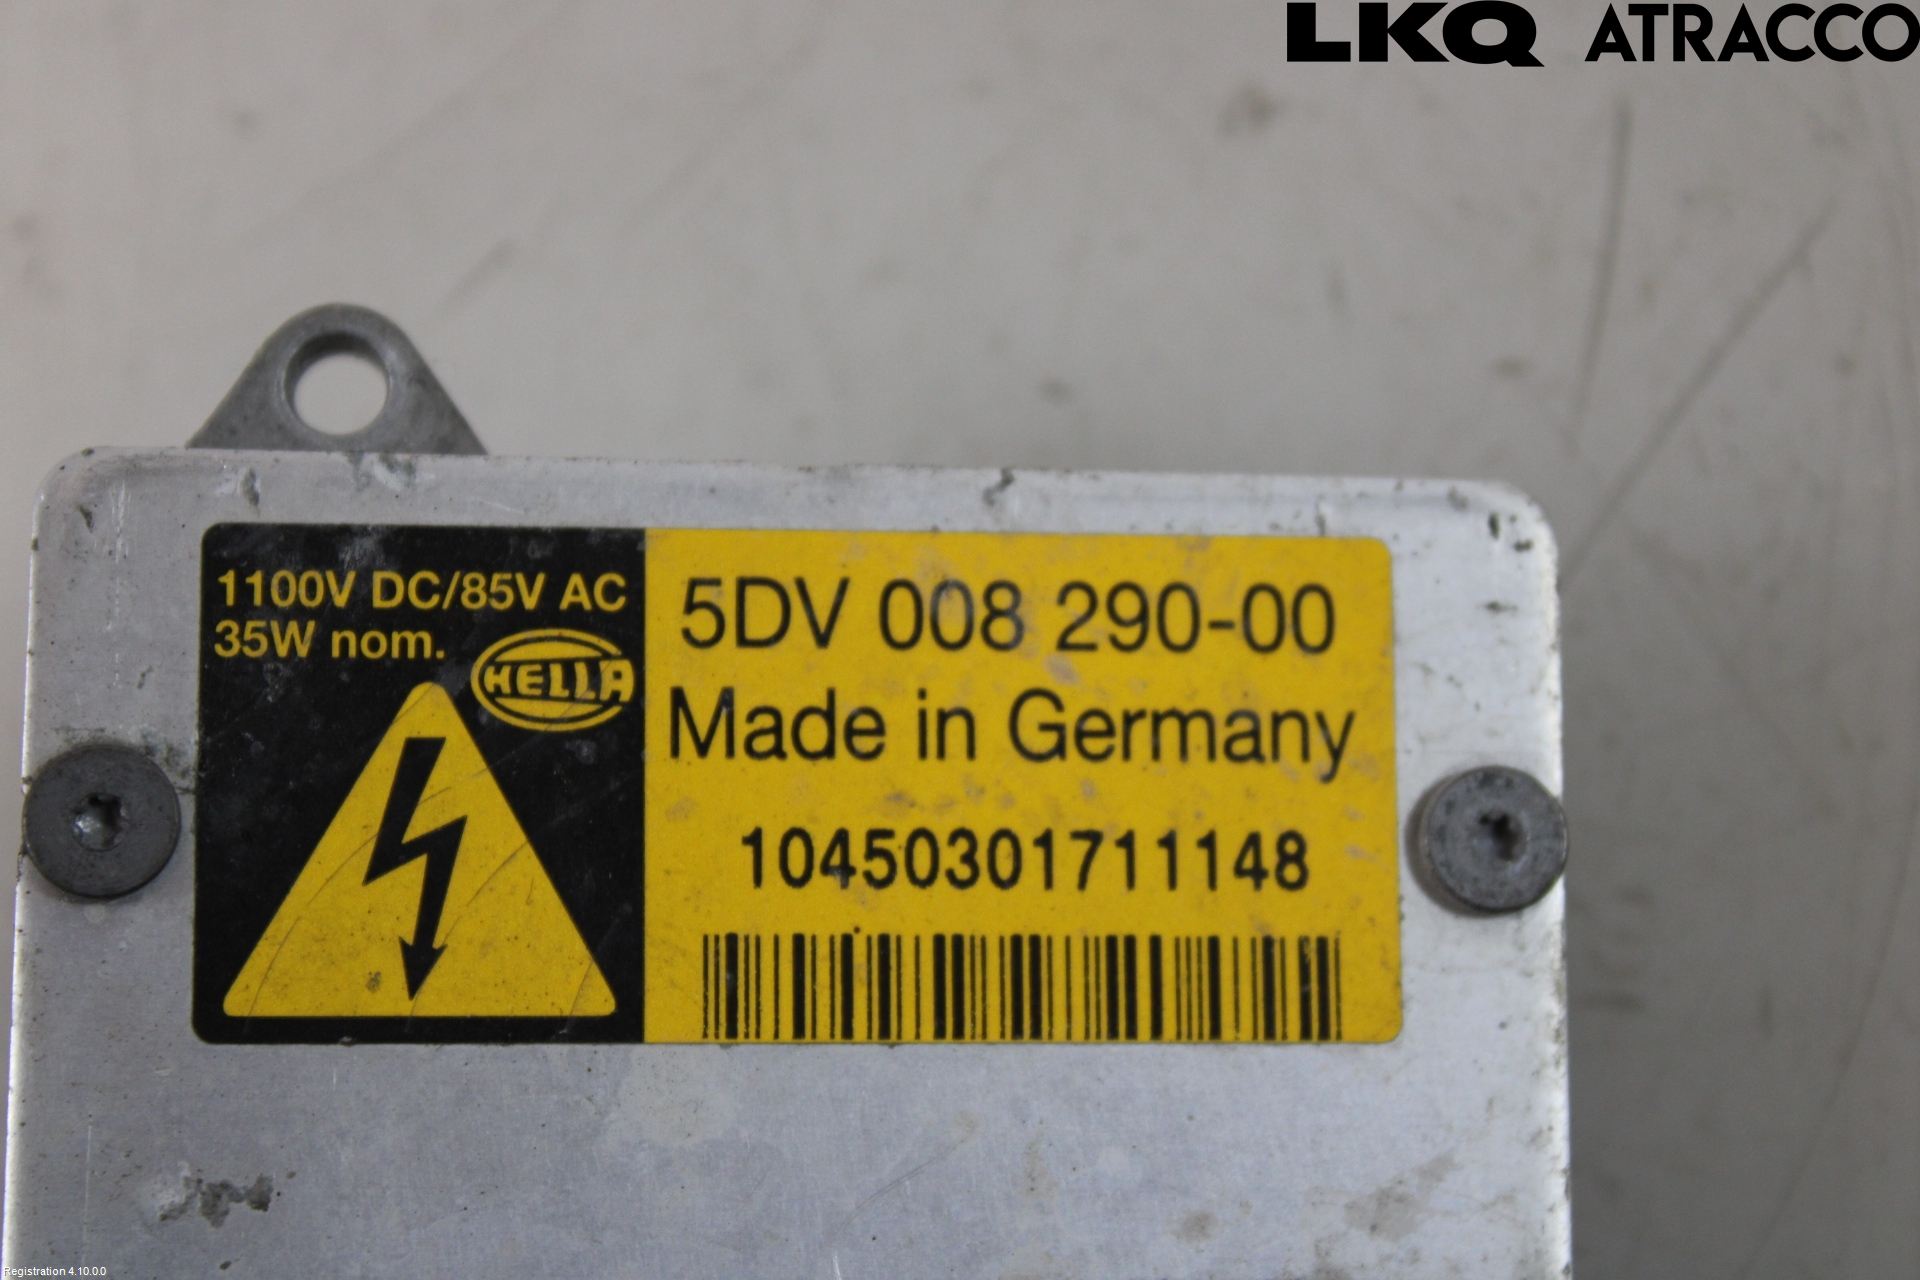 LKQ ATRACCO
1100V DC/85V AC
35W nom.
HELLA
5DV 008 290-00
Made in Germany
10450301711148
Registration 4.10.0.0